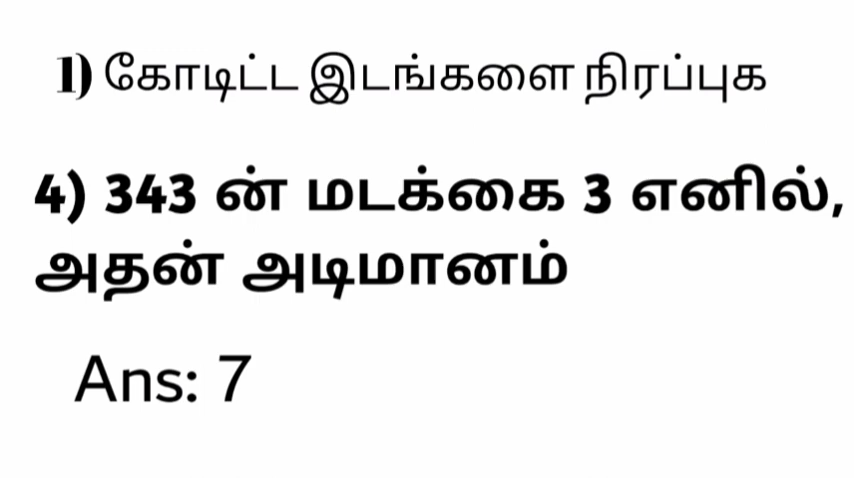 1) கோடிட்ட இடங்களை நிரப்புக
4) 343 ன் மடக்கை 3 எனில்,
அதன் அடிமானம்
Ans: 7